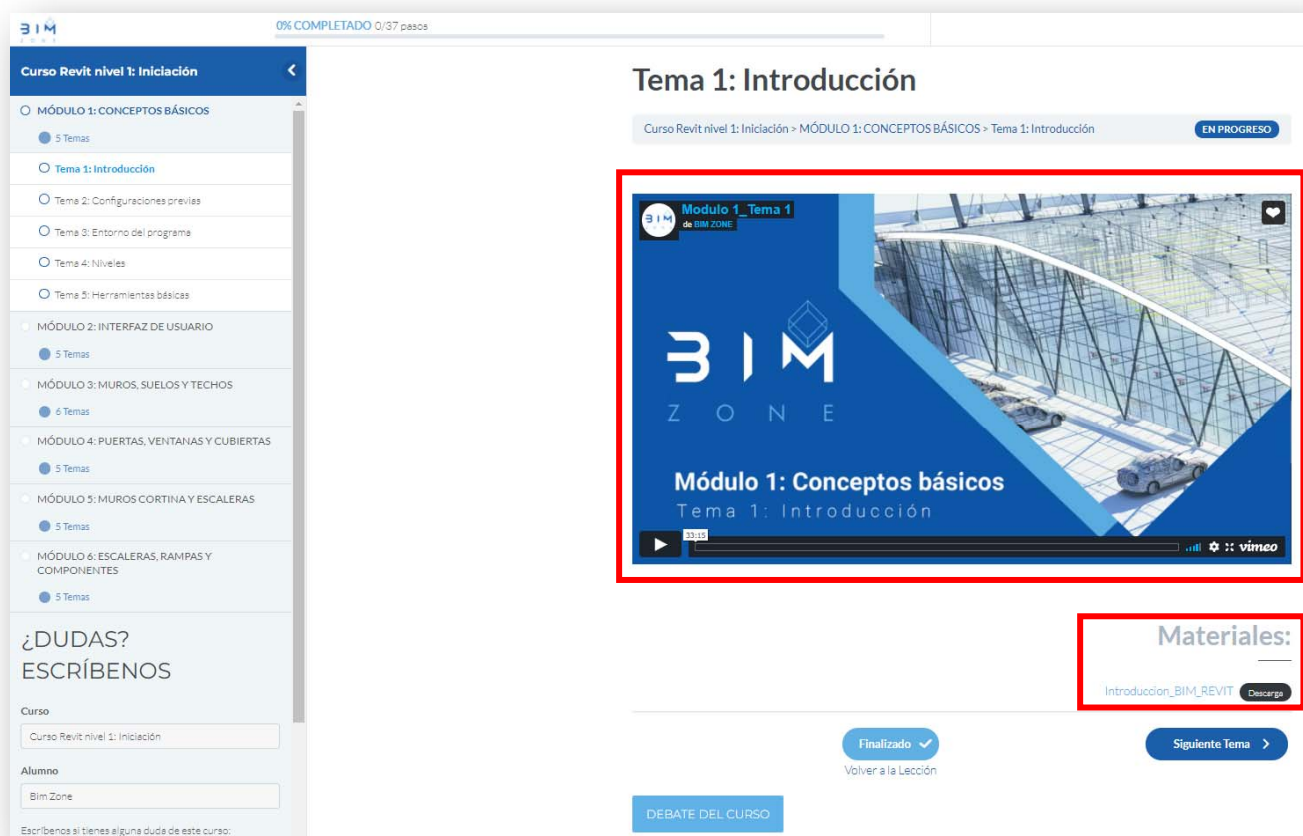 BIM
ZONE
0% COMPLETADO 0/37 pasos
Curso Revit nivel 1: Iniciación
MÓDULO 1: CONCEPTOS BÁSICOS
5 Temas
Tema 1: Introducción
Tema 2: Configuraciones previas
Tema 3: Entorno del programa
Tema 4: Niveles
Tema 5: Herramientas básicas
MÓDULO 2: INTERFAZ DE USUARIO
5 Temas
MÓDULO 3: MUROS, SUELOS Y TECHOS
6 Temas
MÓDULO 4: PUERTAS, VENTANAS Y CUBIERTAS
5 Temas
MÓDULO 5: MUROS CORTINA Y ESCALERAS
5 Temas
MÓDULO 6: ESCALERAS, RAMPAS Y
COMPONENTES
5 Temas
¿DUDAS?
ESCRÍBENOS
Curso
Curso Revit nivel 1: Iniciación
Alumno
Bim Zone
Escríbenos si tienes alguna duda de este curso:
Tema 1: Introducción
Curso Revit nivel 1: Iniciación > MÓDULO 1: CONCEPTOS BÁSICOS > Tema 1: Introducción
EN PROGRESO
BIM
Modulo 1_Tema 1
de BIM ZONE
BIM
ZONE
Módulo 1: Conceptos básicos
Tema 1: Introducción
33:15
vimeo
Materiales:
Introduccion_BIM_REVIT Descarga
Finalizado
Volver a la Lección
Siguiente Tema
DEBATE DEL CURSO